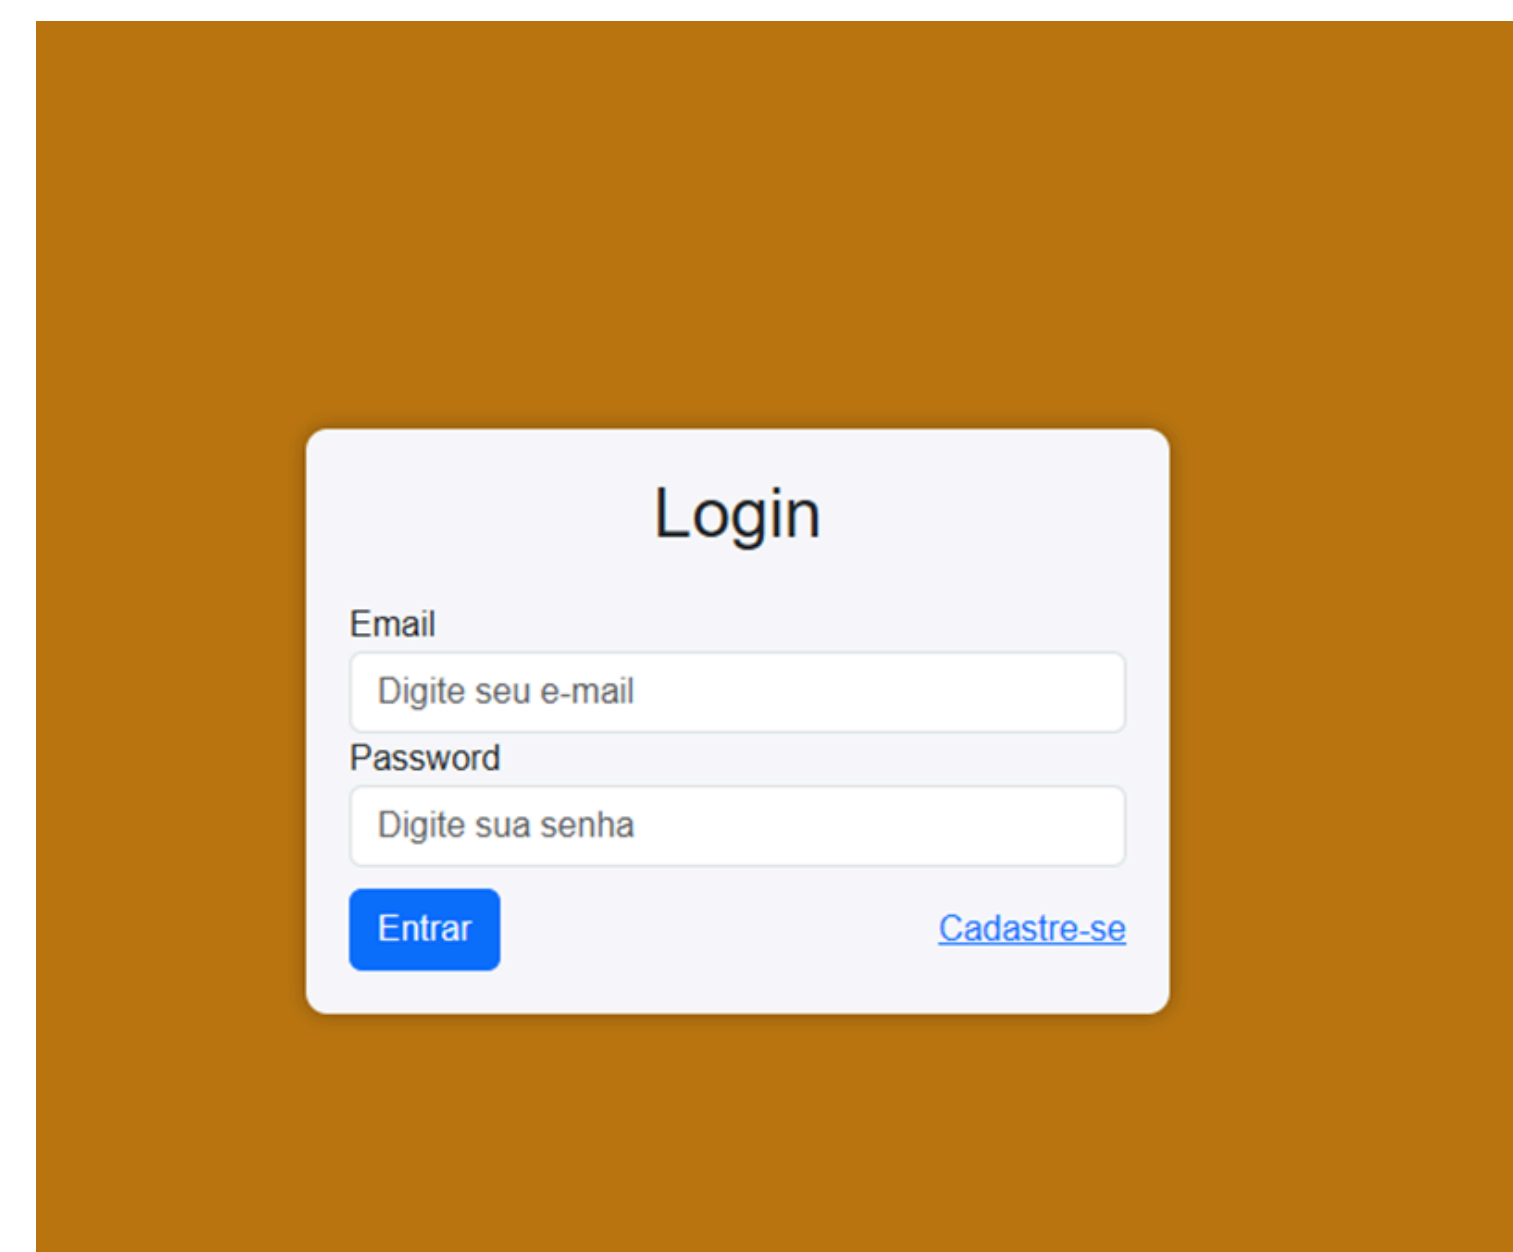 Login
Email
Digite seu e-mail
Password
Digite sua senha
Entrar
Cadastre-se